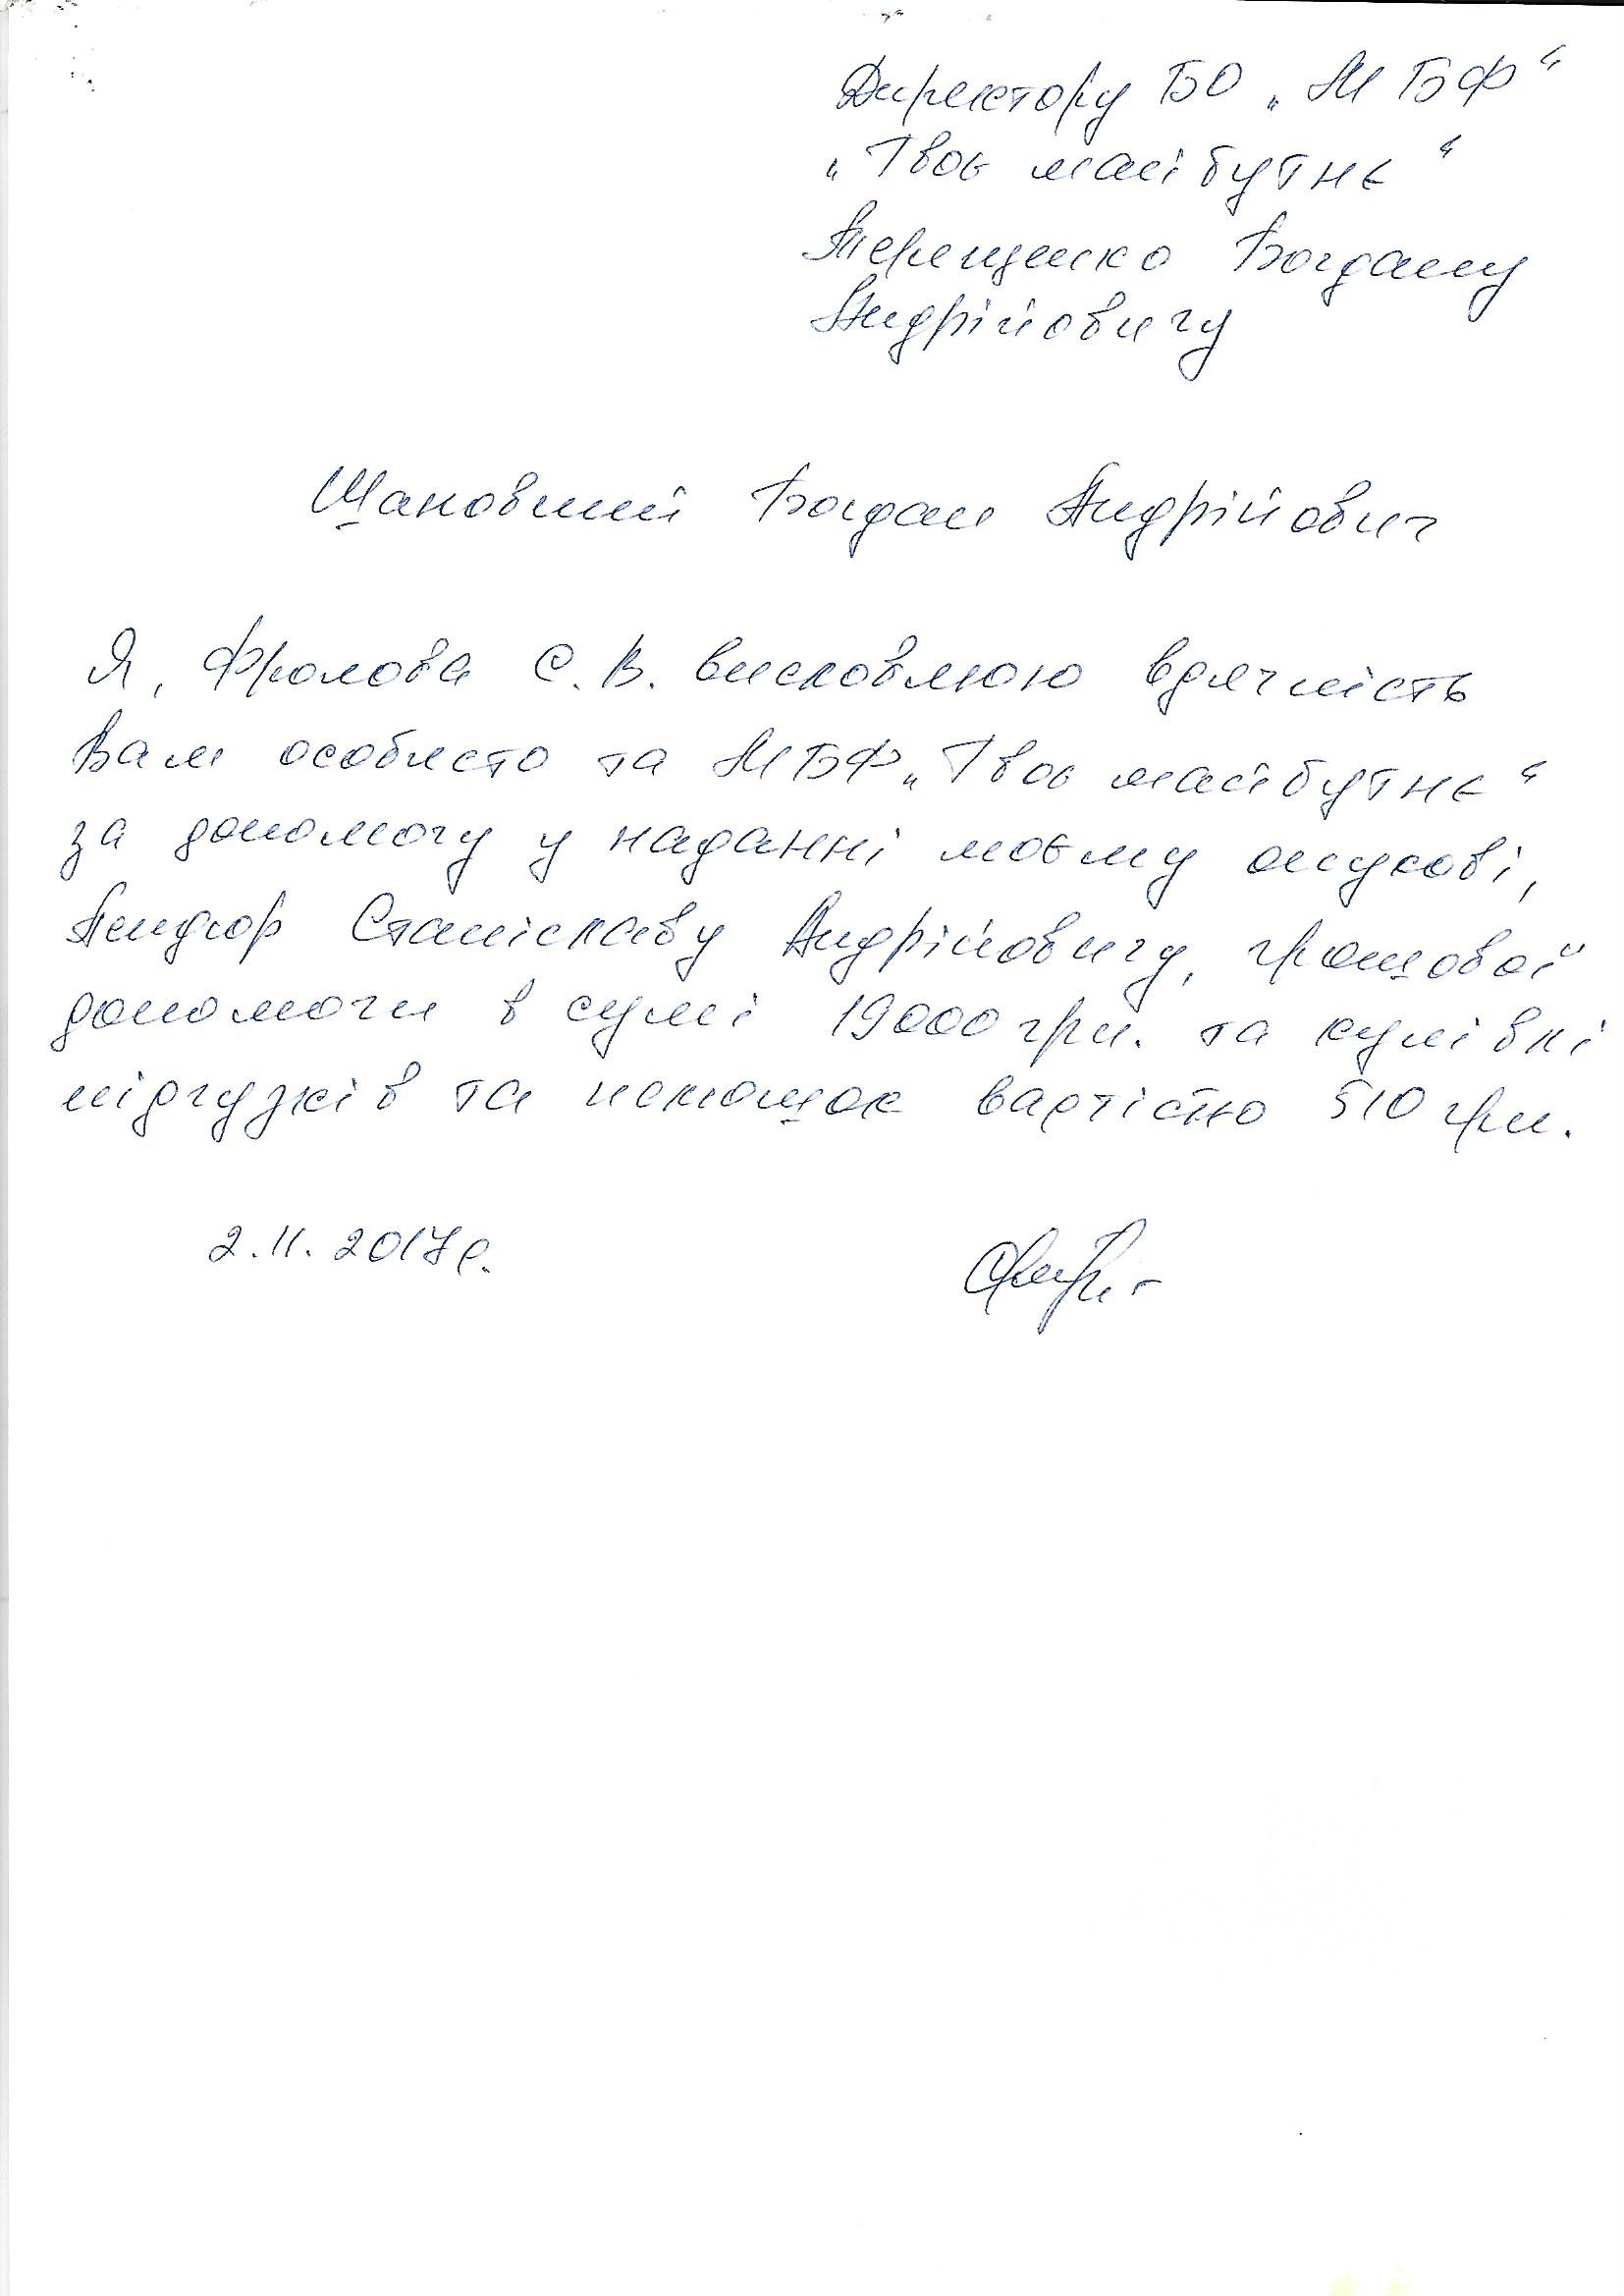 Директору БО „МБФ“
„Твоє майбутнє“
Терещенко Богдану
Андрійовичу
Шановний Богдан Андрійович
Я, Фролова С.В. висловлюю вдячність
Вам особисто та МБФ „Твоє майбутнє“
за допомогу у наданні моєму онукові,
Станіславу Андрійовичу, грошової
допомоги в сумі 19000 грн. та купівлі
підгузків та пелюшок вартістю 510 грн.
2.11.2017р.